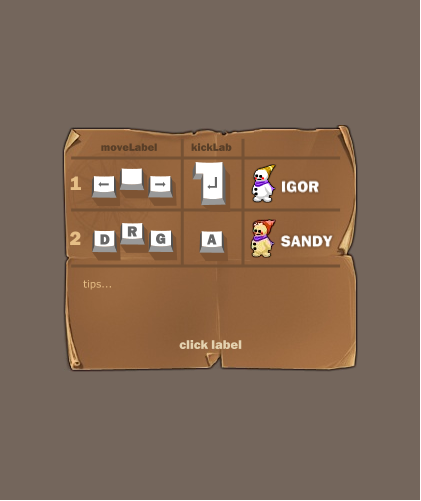 moveLabel kickLab
1 ← → ↵ IGOR
2 D R G A SANDY
tips...
click label